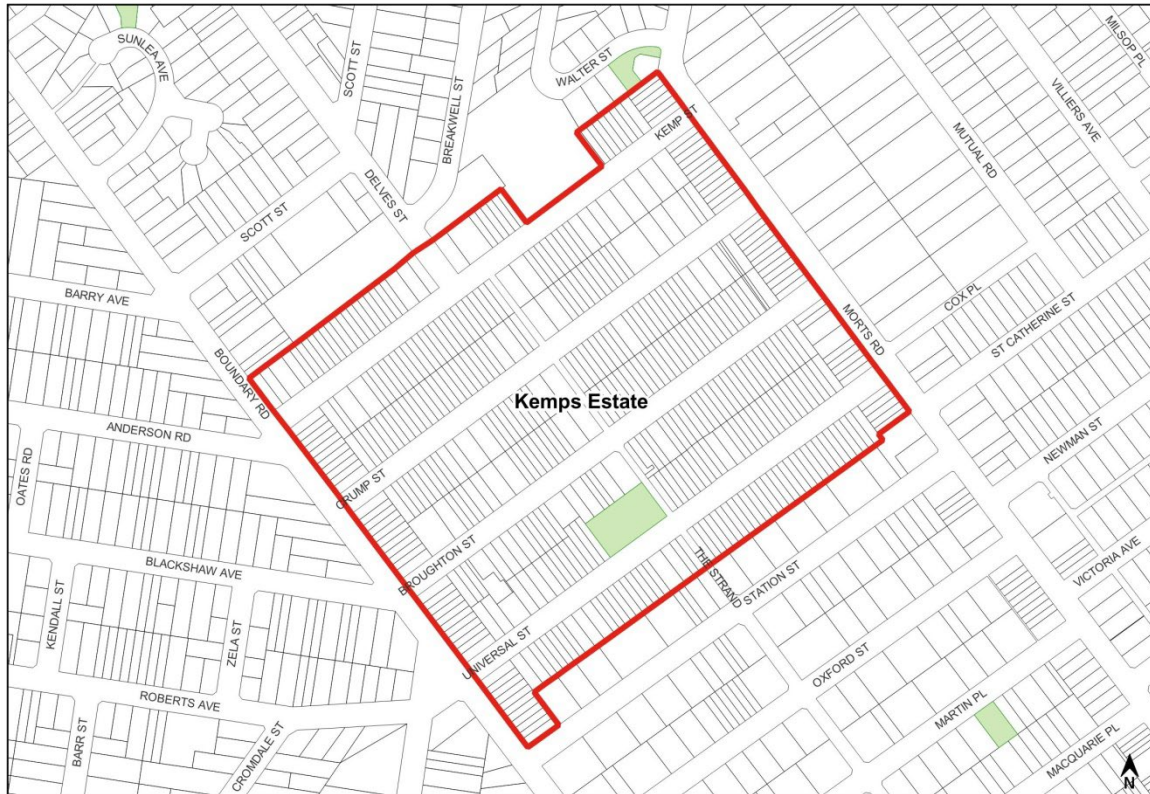 SUNLEA AVE
SCOTT ST
BREAKWELL ST
WALTER ST
MILSOP PL
VILLIERS AVE
KEMP ST
MUTUAL RD
DELVES ST
SCOTT ST
BARRY AVE
COX PL
ST CATHERINE ST
MORTS RD
BOUNDARY RD
Kemps Estate
ANDERSON RD
OATES RD
CRUMP ST
NEWMAN ST
BROUGHTON ST
BLACKSHAW AVE
KENDALL ST
ZELA ST
THE STRAND
STATION ST
VICTORIA AVE
UNIVERSAL ST
OXFORD ST
ROBERTS AVE
MARTIN PL
BARR ST
CROMDALE ST
MACQUARIE PL
N